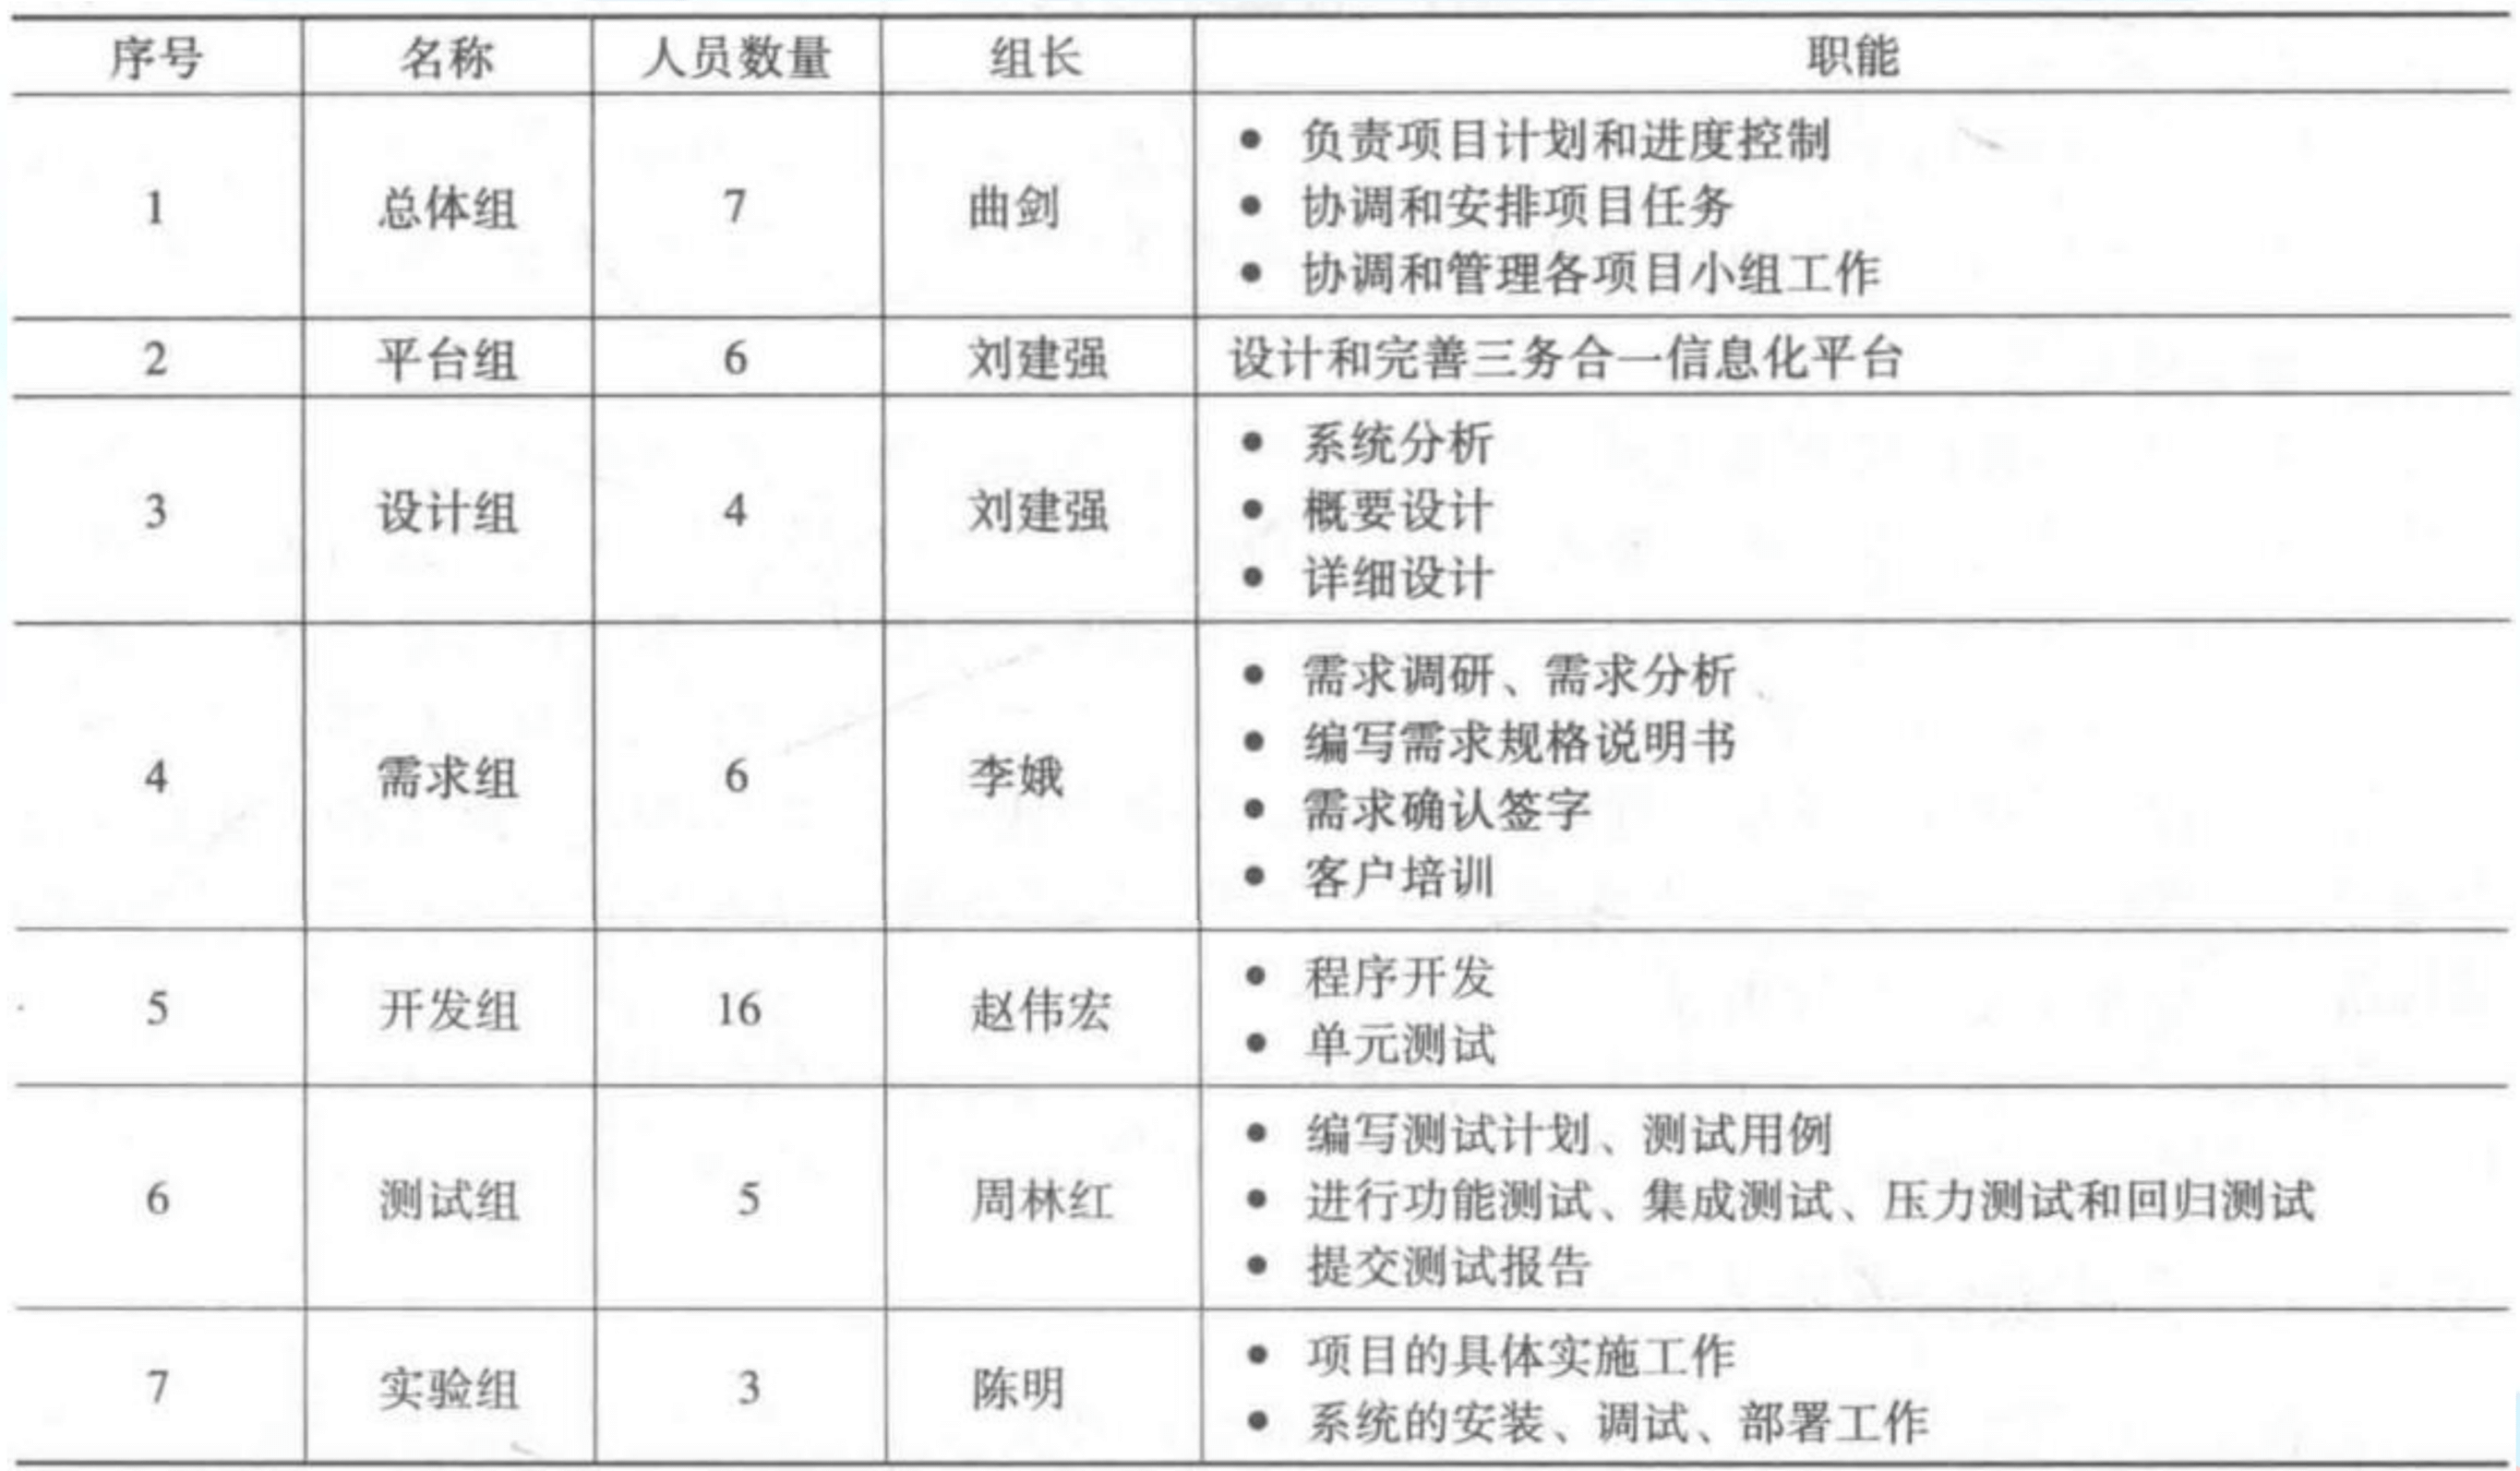 序号 名称 人员数量 组长 职能
1 总体组 7 曲剑
● 负责项目计划和进度控制
● 协调和安排项目任务
● 协调和管理各项目小组工作
2 平台组 6 刘建强 设计和完善三务合一信息化平台
3 设计组 4 刘建强
● 系统分析
● 概要设计
● 详细设计
4 需求组 6 李娥
● 需求调研、需求分析
● 编写需求规格说明书
● 需求确认签字
● 客户培训
5 开发组 16 赵伟宏
● 程序开发
● 单元测试
6 测试组 5 周林红
● 编写测试计划、测试用例
● 进行功能测试、集成测试、压力测试和回归测试
● 提交测试报告
7 实验组 3 陈明
● 项目的具体实施工作
● 系统的安装、调试、部署工作